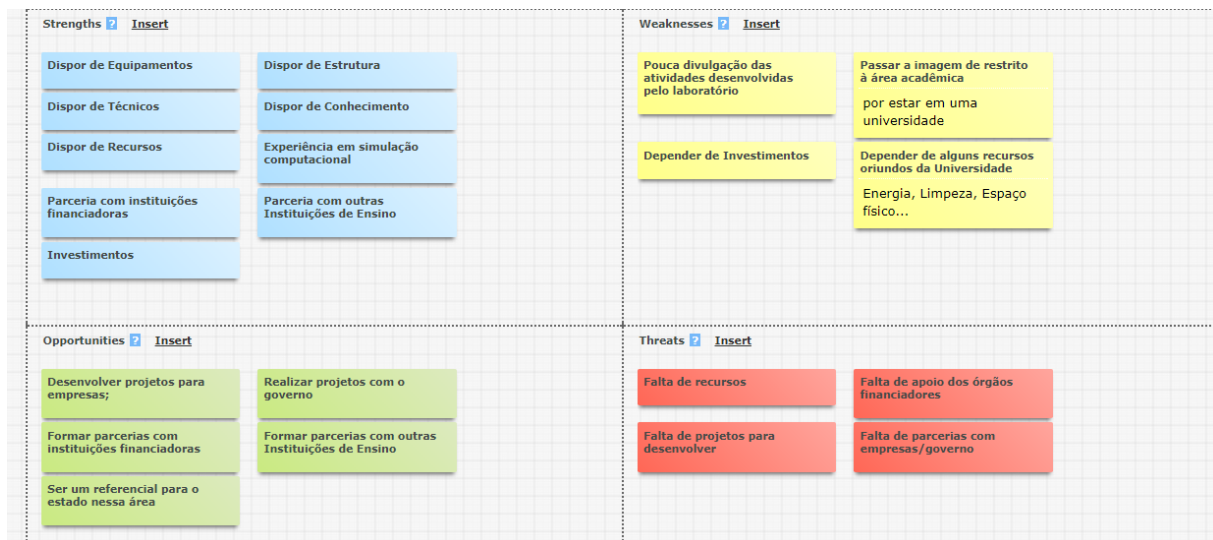 Strengths ? Insert
Dispor de Equipamentos
Dispor de Estrutura
Dispor de Técnicos
Dispor de Conhecimento
Dispor de Recursos
Experiência em simulação
computacional
Parceria com instituições
financiadoras
Parceria com outras
Instituições de Ensino
Investimentos
Weaknesses ? Insert
Pouca divulgação das
atividades desenvolvidas
pelo laboratório
Passar a imagem de restrito
à área acadêmica
por estar em uma
universidade
Depender de Investimentos
Depender de alguns recursos
oriundos da Universidade
Energia, Limpeza, Espaço
físico...
Opportunities ? Insert
Desenvolver projetos para
empresas;
Realizar projetos com o
governo
Formar parcerias com
instituições financiadoras
Formar parcerias com outras
Instituições de Ensino
Ser um referencial para o
estado nessa área
Threats ? Insert
Falta de recursos
Falta de apoio dos órgãos
financiadores
Falta de projetos para
desenvolver
Falta de parcerias com
empresas/governo